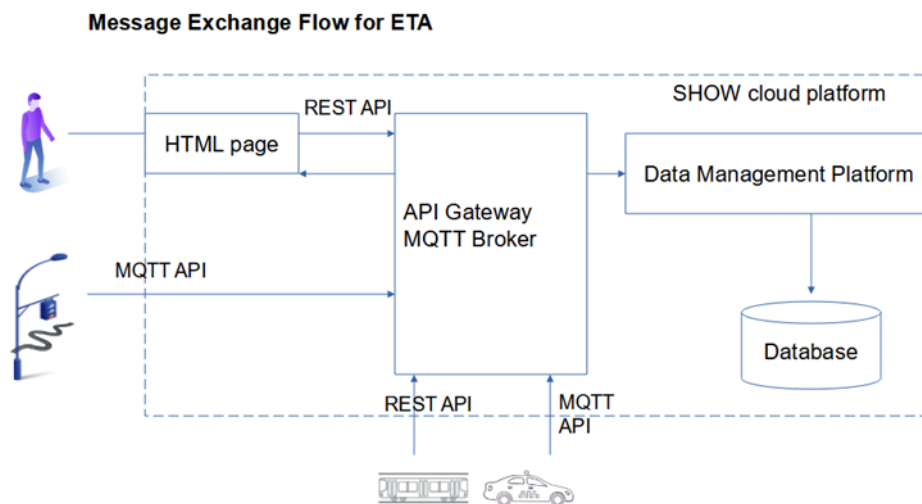 Message Exchange Flow for ETA
SHOW cloud platform
REST API
HTML page
Data Management Platform
API Gateway
MQTT Broker
MQTT API
Database
REST API
MQTT
API